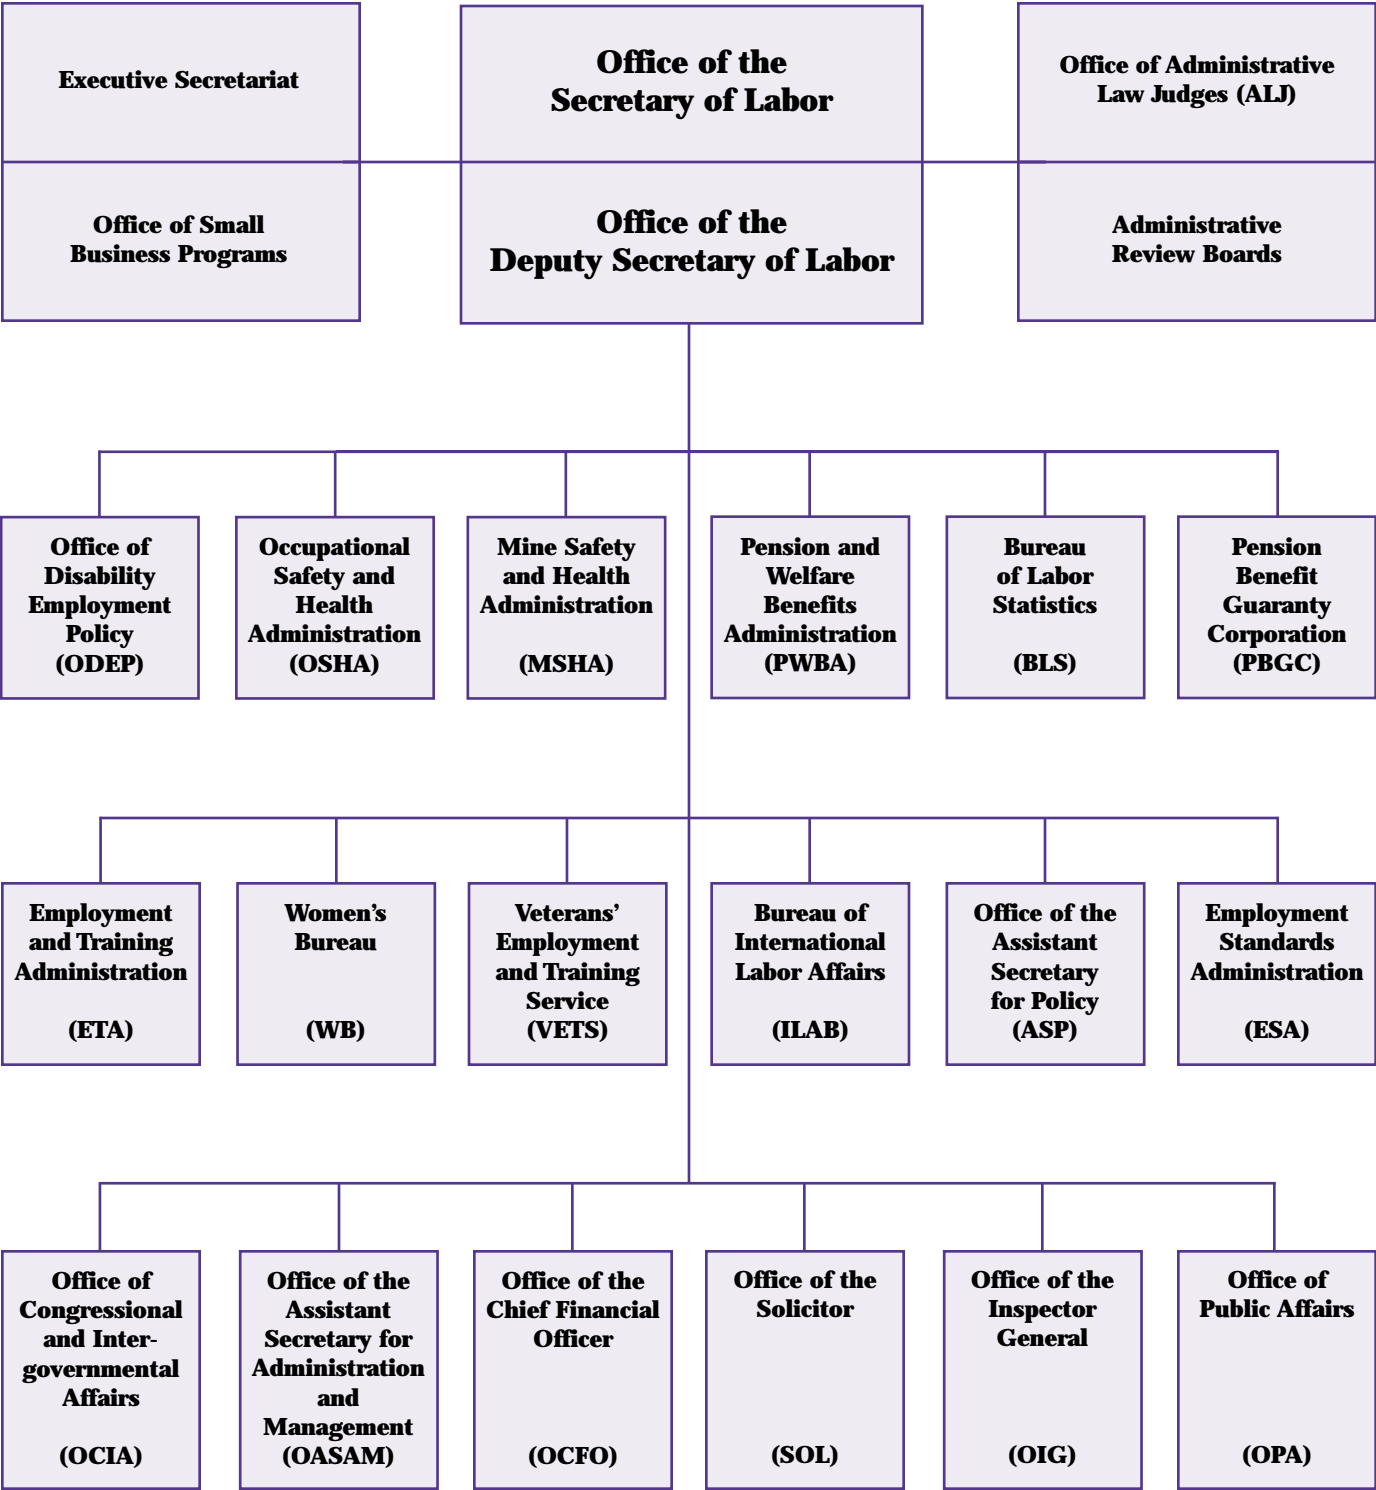 Executive Secretariat
Office of the
Secretary of Labor
Office of Administrative
Law Judges (ALJ)
Office of Small
Business Programs
Office of the
Deputy Secretary of Labor
Administrative
Review Boards
Office of
Disability
Employment
Policy
(ODEP)
Occupational
Safety and
Health
Administration
(OSHA)
Mine Safety
and Health
Administration
(MSHA)
Pension and
Welfare
Benefits
Administration
(PWBA)
Bureau
of Labor
Statistics
(BLS)
Pension
Benefit
Guaranty
Corporation
(PBGC)
Employment
and Training
Administration
(ETA)
Women's
Bureau
(WB)
Veterans'
Employment
and Training
Service
(VETS)
Bureau of
International
Labor Affairs
(ILAB)
Office of the
Assistant
Secretary
for Policy
(ASP)
Employment
Standards
Administration
(ESA)
Office of
Congressional
and Inter-
governmental
Affairs
(OCIA)
Office of the
Assistant
Secretary for
Administration
and
Management
(OASAM)
Office of the
Chief Financial
Officer
(OCFO)
Office of the
Solicitor
(SOL)
Office of the
Inspector
General
(OIG)
Office of
Public Affairs
(OPA)